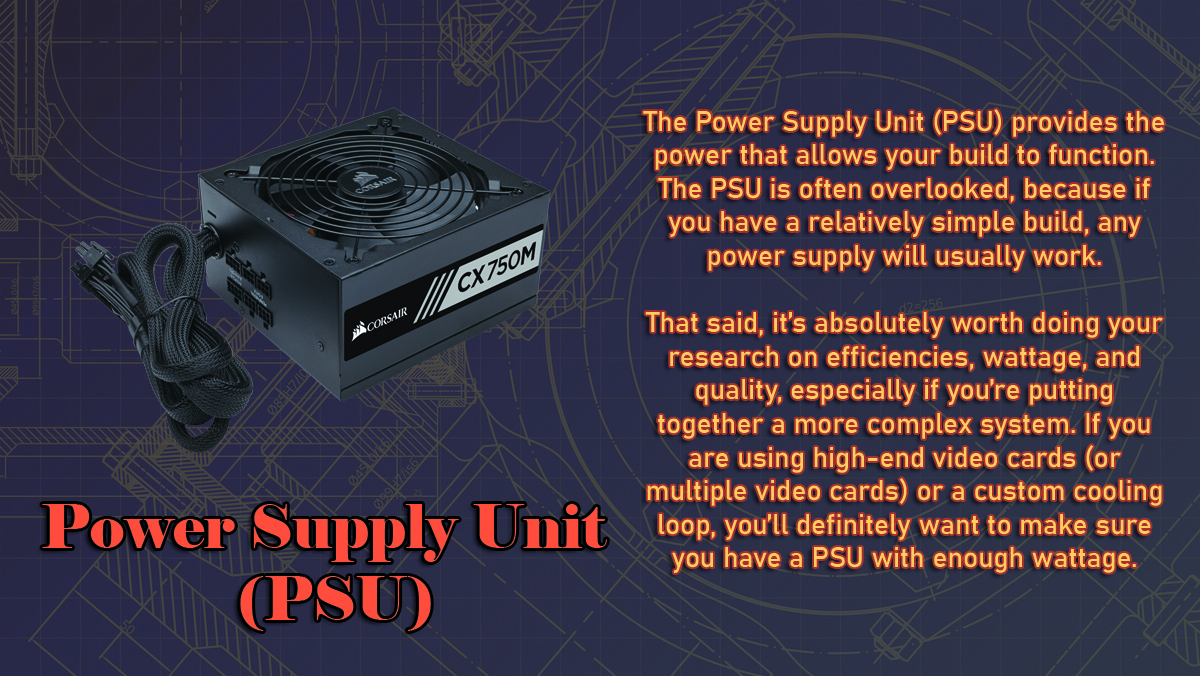 CORSAIR
CX750M
CORSAIR
Power Supply Unit
(PSU)
The Power Supply Unit (PSU) provides the
power that allows your build to function.
The PSU is often overlooked, because if
you have a relatively simple build, any
power supply will usually work.
That said, it’s absolutely worth doing your
research on efficiencies, wattage, and
quality, especially if you’re putting
together a more complex system. If you
are using high-end video cards (or
multiple video cards) or a custom cooling
loop, you’ll definitely want to make sure
you have a PSU with enough wattage.
d2=256